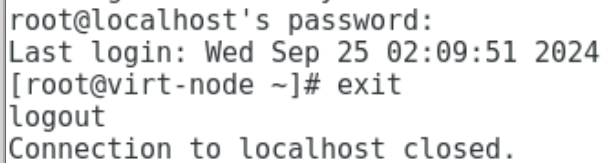 root@localhost's password:
Last login: Wed Sep 25 02:09:51 2024
[root@virt-node ~]# exit
logout
Connection to localhost closed.